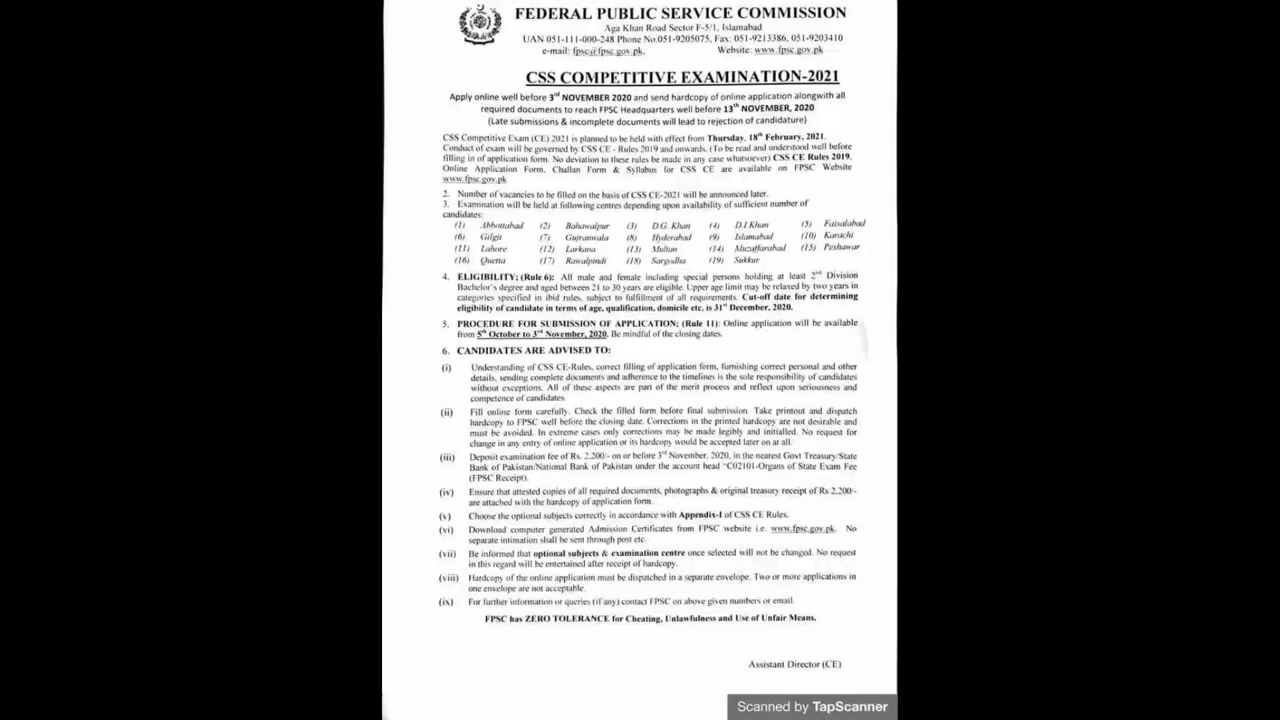 FEDERAL PUBLIC SERVICE COMMISSION
Aga Khan Road Sector F-5/1, Islamabad
UAN 051-111-000-248 Phone No.051-9205075, Fax: 051-9213386, 051-9203410
e-mail: fpsc@fpsc.gov.pk, Website: www.fpsc.gov.pk
CSS COMPETITIVE EXAMINATION-2021
Apply online well before 3rd NOVEMBER 2020 and send hardcopy of online application alongwith all
required documents to reach FPSC Headquarters well before 13th NOVEMBER, 2020
(Late submissions & incomplete documents will lead to rejection of candidature)
CSS Competitive Exam (CE) 2021 is planned to be held with effect from Thursday, 18th February, 2021.
Conduct of exam will be governed by CSS CE - Rules 2019 and onwards. (To be read and understood well before
filling in of application form. No deviation to these rules be made in any case whatsoever) CSS CE Rules 2019,
Online Application Form, Challan Form & Syllabus for CSS CE are available on FPSC Website
www.fpsc.gov.pk
2. Number of vacancies to be filled on the basis of CSS CE-2021 will be announced later.
3. Examination will be held at following centres depending upon availability of sufficient number of
candidates:
(1) Abbottabad (2) Bahawalpur (3) D.G. Khan (4) D.I.Khan (5) Faisalabad
(6) Gilgit (7) Gujranwala (8) Hyderabad (9) Islamabad (10) Karachi
(11) Lahore (12) Larkana (13) Multan (14) Muzaffarabad (15) Peshawar
(16) Quetta (17) Rawalpindi (18) Sargodha (19) Sukkur
4. ELIGIBILITY; (Rule 6): All male and female including special persons holding at least 2nd Division
Bachelor's degree and aged between 21 to 30 years are eligible. Upper age limit may be relaxed by two years in
categories specified in ibid rules, subject to fulfillment of all requirements. Cut-off date for determining
eligibility of candidate in terms of age, qualification, domicile etc, is 31st December, 2020.
5. PROCEDURE FOR SUBMISSION OF APPLICATION; (Rule 11): Online application will be available
from 5th October to 3rd November, 2020. Be mindful of the closing dates.
6. CANDIDATES ARE ADVISED TO:
(i) Understanding of CSS CE-Rules, correct filling of application form, furnishing correct personal and other
details, sending complete documents and adherence to the timelines is the sole responsibility of candidates
without exceptions. All of these aspects are part of the merit process and reflect upon seriousness and
competence of candidates.
(ii) Fill online form carefully. Check the filled form before final submission. Take printout and dispatch
hardcopy to FPSC well before the closing date. Corrections in the printed hardcopy are not desirable and
must be avoided. In extreme cases only corrections may be made legibly and initialled. No request for
change in any entry of online application or its hardcopy would be accepted later on at all.
(iii) Deposit examination fee of Rs. 2,200/- on or before 3rd November, 2020, in the nearest Govt Treasury/State
Bank of Pakistan/National Bank of Pakistan under the account head "C02101-Organs of State Exam Fee
(FPSC Receipt).
(iv) Ensure that attested copies of all required documents, photographs & original treasury receipt of Rs 2,200/-
are attached with the hardcopy of application form.
(v) Choose the optional subjects correctly in accordance with Appendix-I of CSS CE Rules.
(vi) Download computer generated Admission Certificates from FPSC website i.e. www.fpsc.gov.pk. No
separate intimation shall be sent through post etc.
(vii) Be informed that optional subjects & examination centre once selected will not be changed. No request
in this regard will be entertained after receipt of hardcopy.
(viii) Hardcopy of the online application must be dispatched in a separate envelope. Two or more applications in
one envelope are not acceptable.
(ix) For further information or queries (if any) contact FPSC on above given numbers or email.
FPSC has ZERO TOLERANCE for Cheating, Unlawfulness and Use of Unfair Means.
Assistant Director (CE)
Scanned by TapScanner